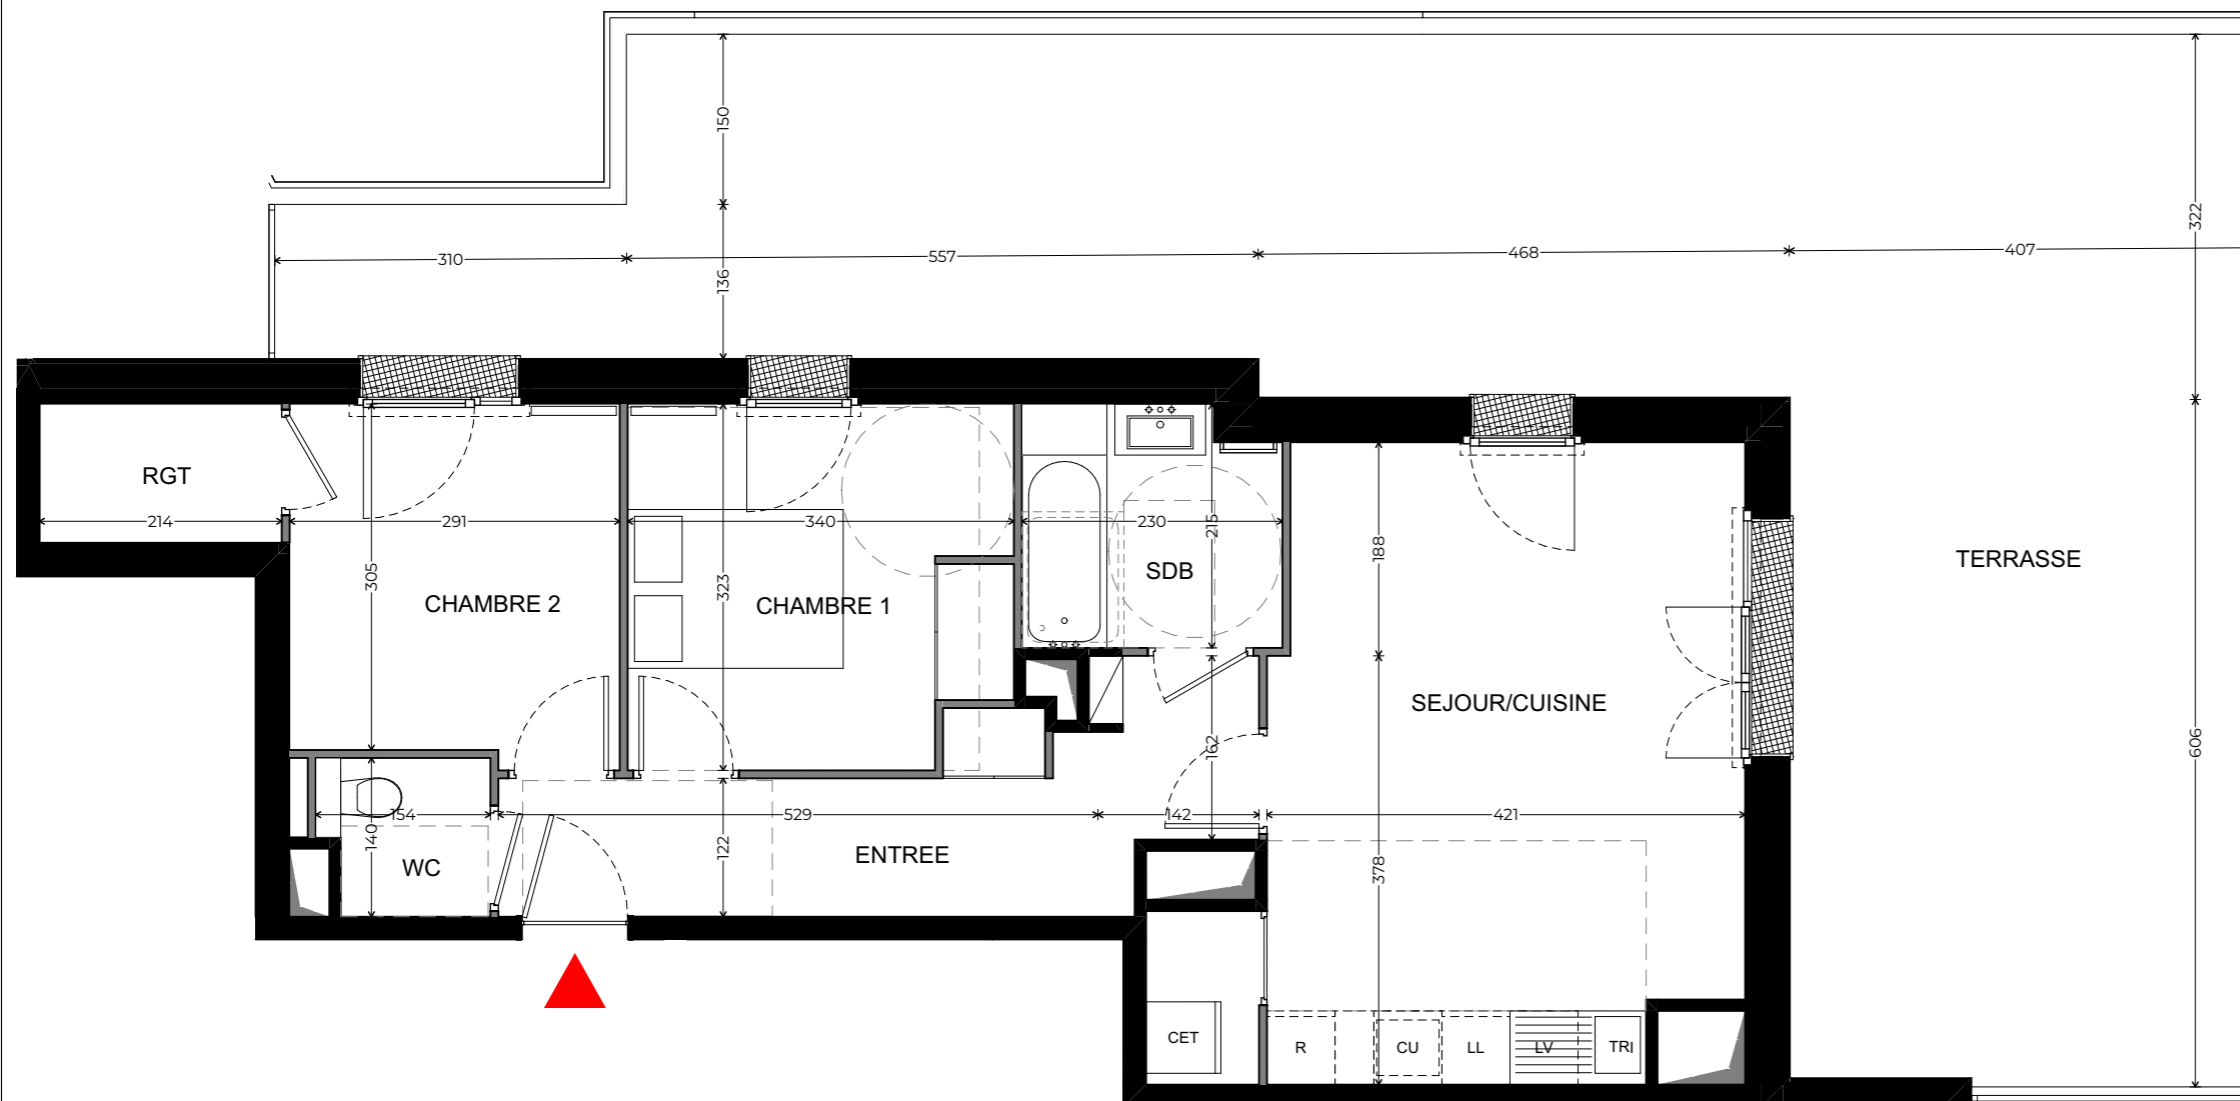 150
322
310
557
468
407
136
RGT
214
291
340
230
215
188
TERRASSE
305
323
SDB
CHAMBRE 2
CHAMBRE 1
SEJOUR/CUISINE
162
606
154
529
142
421
140
122
WC
ENTREE
378
CET
R
CU
LL
LV
TRI